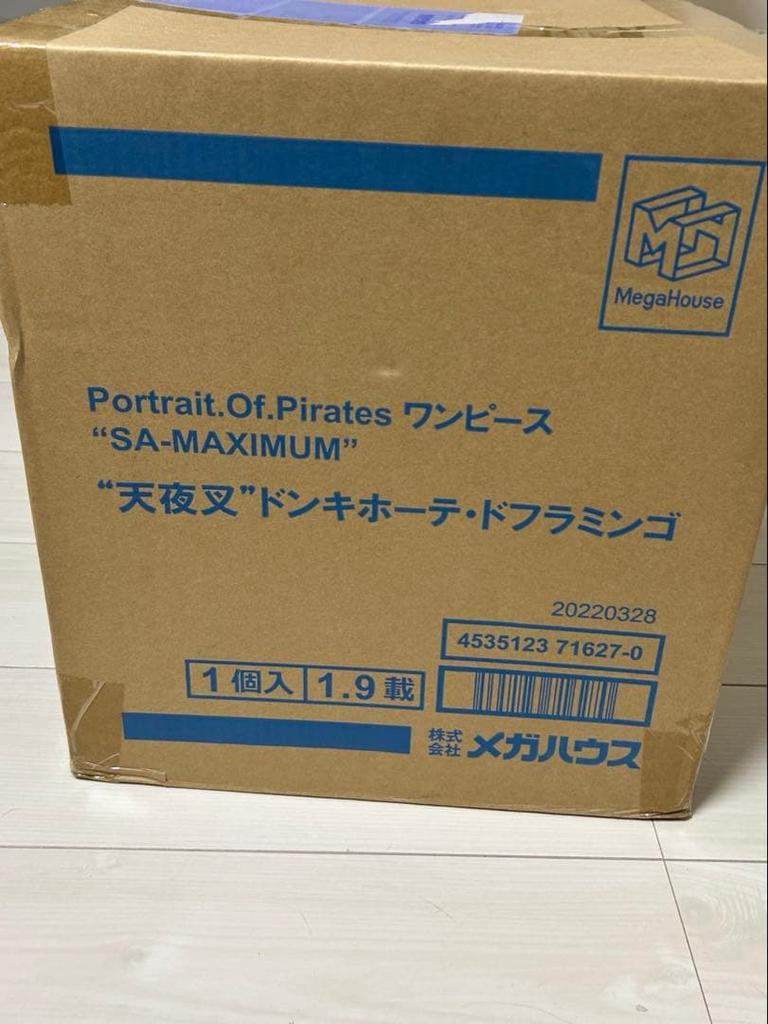 MegaHouse
Portrait.Of.Pirates ワンピース
“SA-MAXIMUM”
“天夜叉”ドンキホーテ・ドフラミンゴ
20220328
4535123 71627-0
1個入 1.9載
株式会社 メガハウス